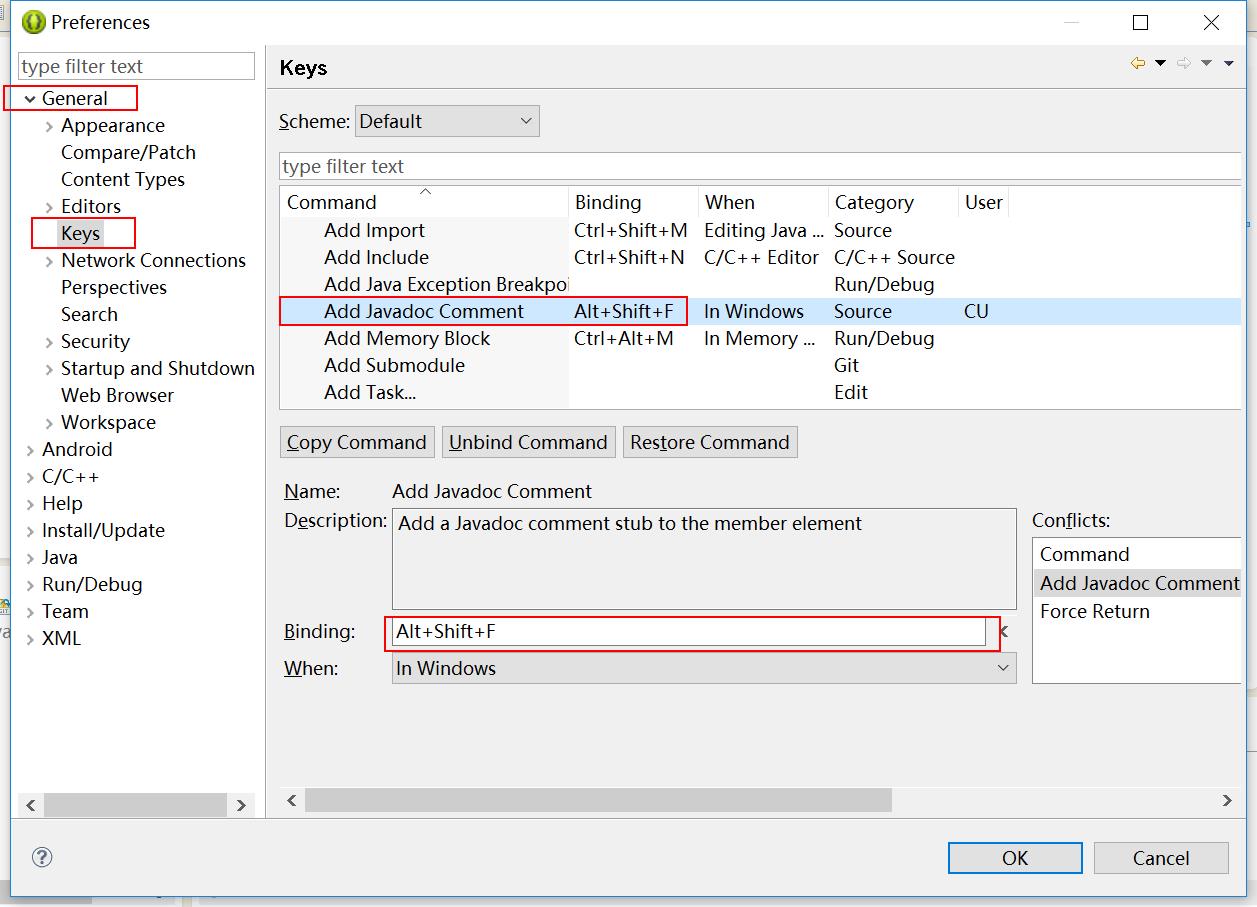 Preferences
type filter text
General
Appearance
Compare/Patch
Content Types
Editors
Keys
Network Connections
Perspectives
Search
Security
Startup and Shutdown
Web Browser
Workspace
Android
C/C++
Help
Install/Update
Java
Run/Debug
Team
XML
Keys
Scheme: Default
type filter text
Command Binding When Category User
Add Import Ctrl+Shift+M Editing Java ... Source
Add Include Ctrl+Shift+N C/C++ Editor C/C++ Source
Add Java Exception Breakpoi Run/Debug
Add Javadoc Comment Alt+Shift+F In Windows Source CU
Add Memory Block Ctrl+Alt+M In Memory ... Run/Debug
Add Submodule Git
Add Task... Edit
Copy Command Unbind Command Restore Command
Name: Add Javadoc Comment
Description: Add a Javadoc comment stub to the member element
Binding: Alt+Shift+F
When: In Windows
Conflicts:
Command
Add Javadoc Comment
Force Return
OK Cancel